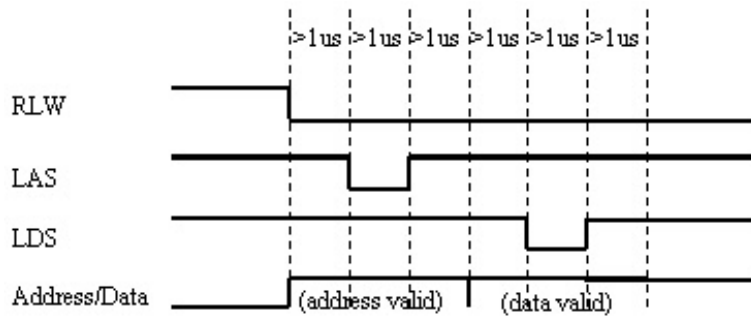 >1us >1us >1us >1us >1us >1us
RLW
LAS
LDS
Address/Data (address valid) (data valid)